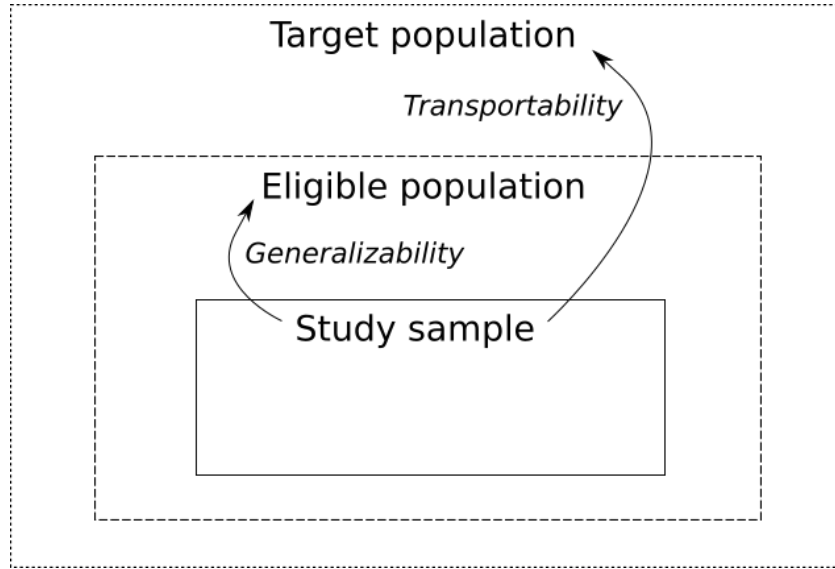 Target population
Transportability
Eligible population
Generalizability
Study sample